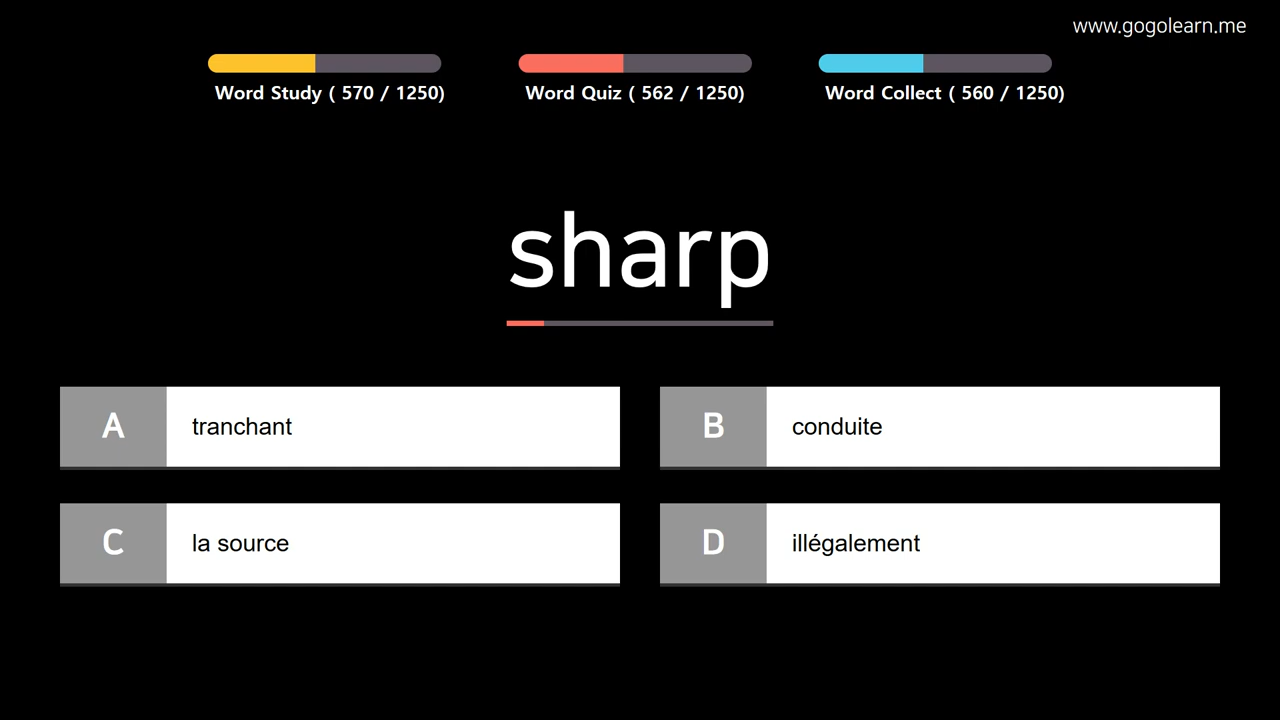 www.gogolearn.me
Word Study ( 570 / 1250)
Word Quiz ( 562 / 1250)
Word Collect ( 560 / 1250)
sharp
A tranchant
B conduite
C la source
D illégalement